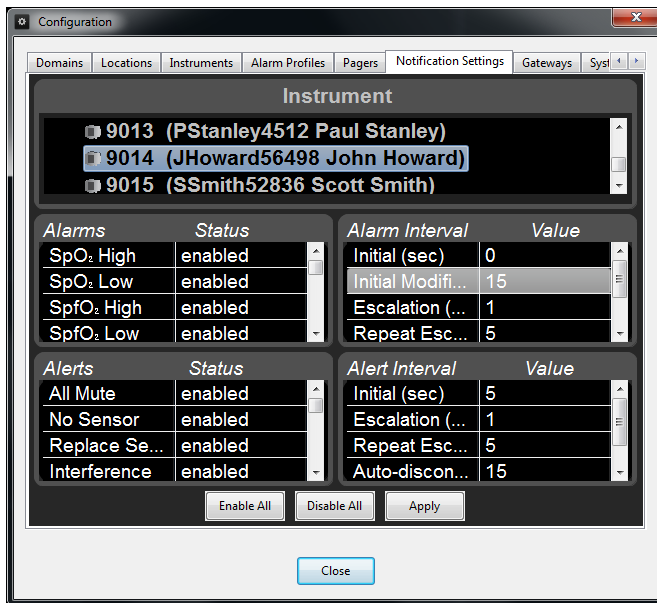 Configuration
Domains Locations Instruments Alarm Profiles Pagers Notification Settings Gateways Syst
Instrument
9013 (PStanley4512 Paul Stanley)
9014 (JHoward56498 John Howard)
9015 (SSmith52836 Scott Smith)
Alarms Status
SpO₂ High enabled
SpO₂ Low enabled
SpfO₂ High enabled
SpfO₂ Low enabled
Alarm Interval Value
Initial (sec) 0
Initial Modifi... 15
Escalation (... 1
Repeat Esc... 5
Alerts Status
All Mute enabled
No Sensor enabled
Replace Se... enabled
Interference enabled
Alert Interval Value
Initial (sec) 5
Escalation (... 1
Repeat Esc... 5
Auto-discon... 15
Enable All Disable All Apply
Close